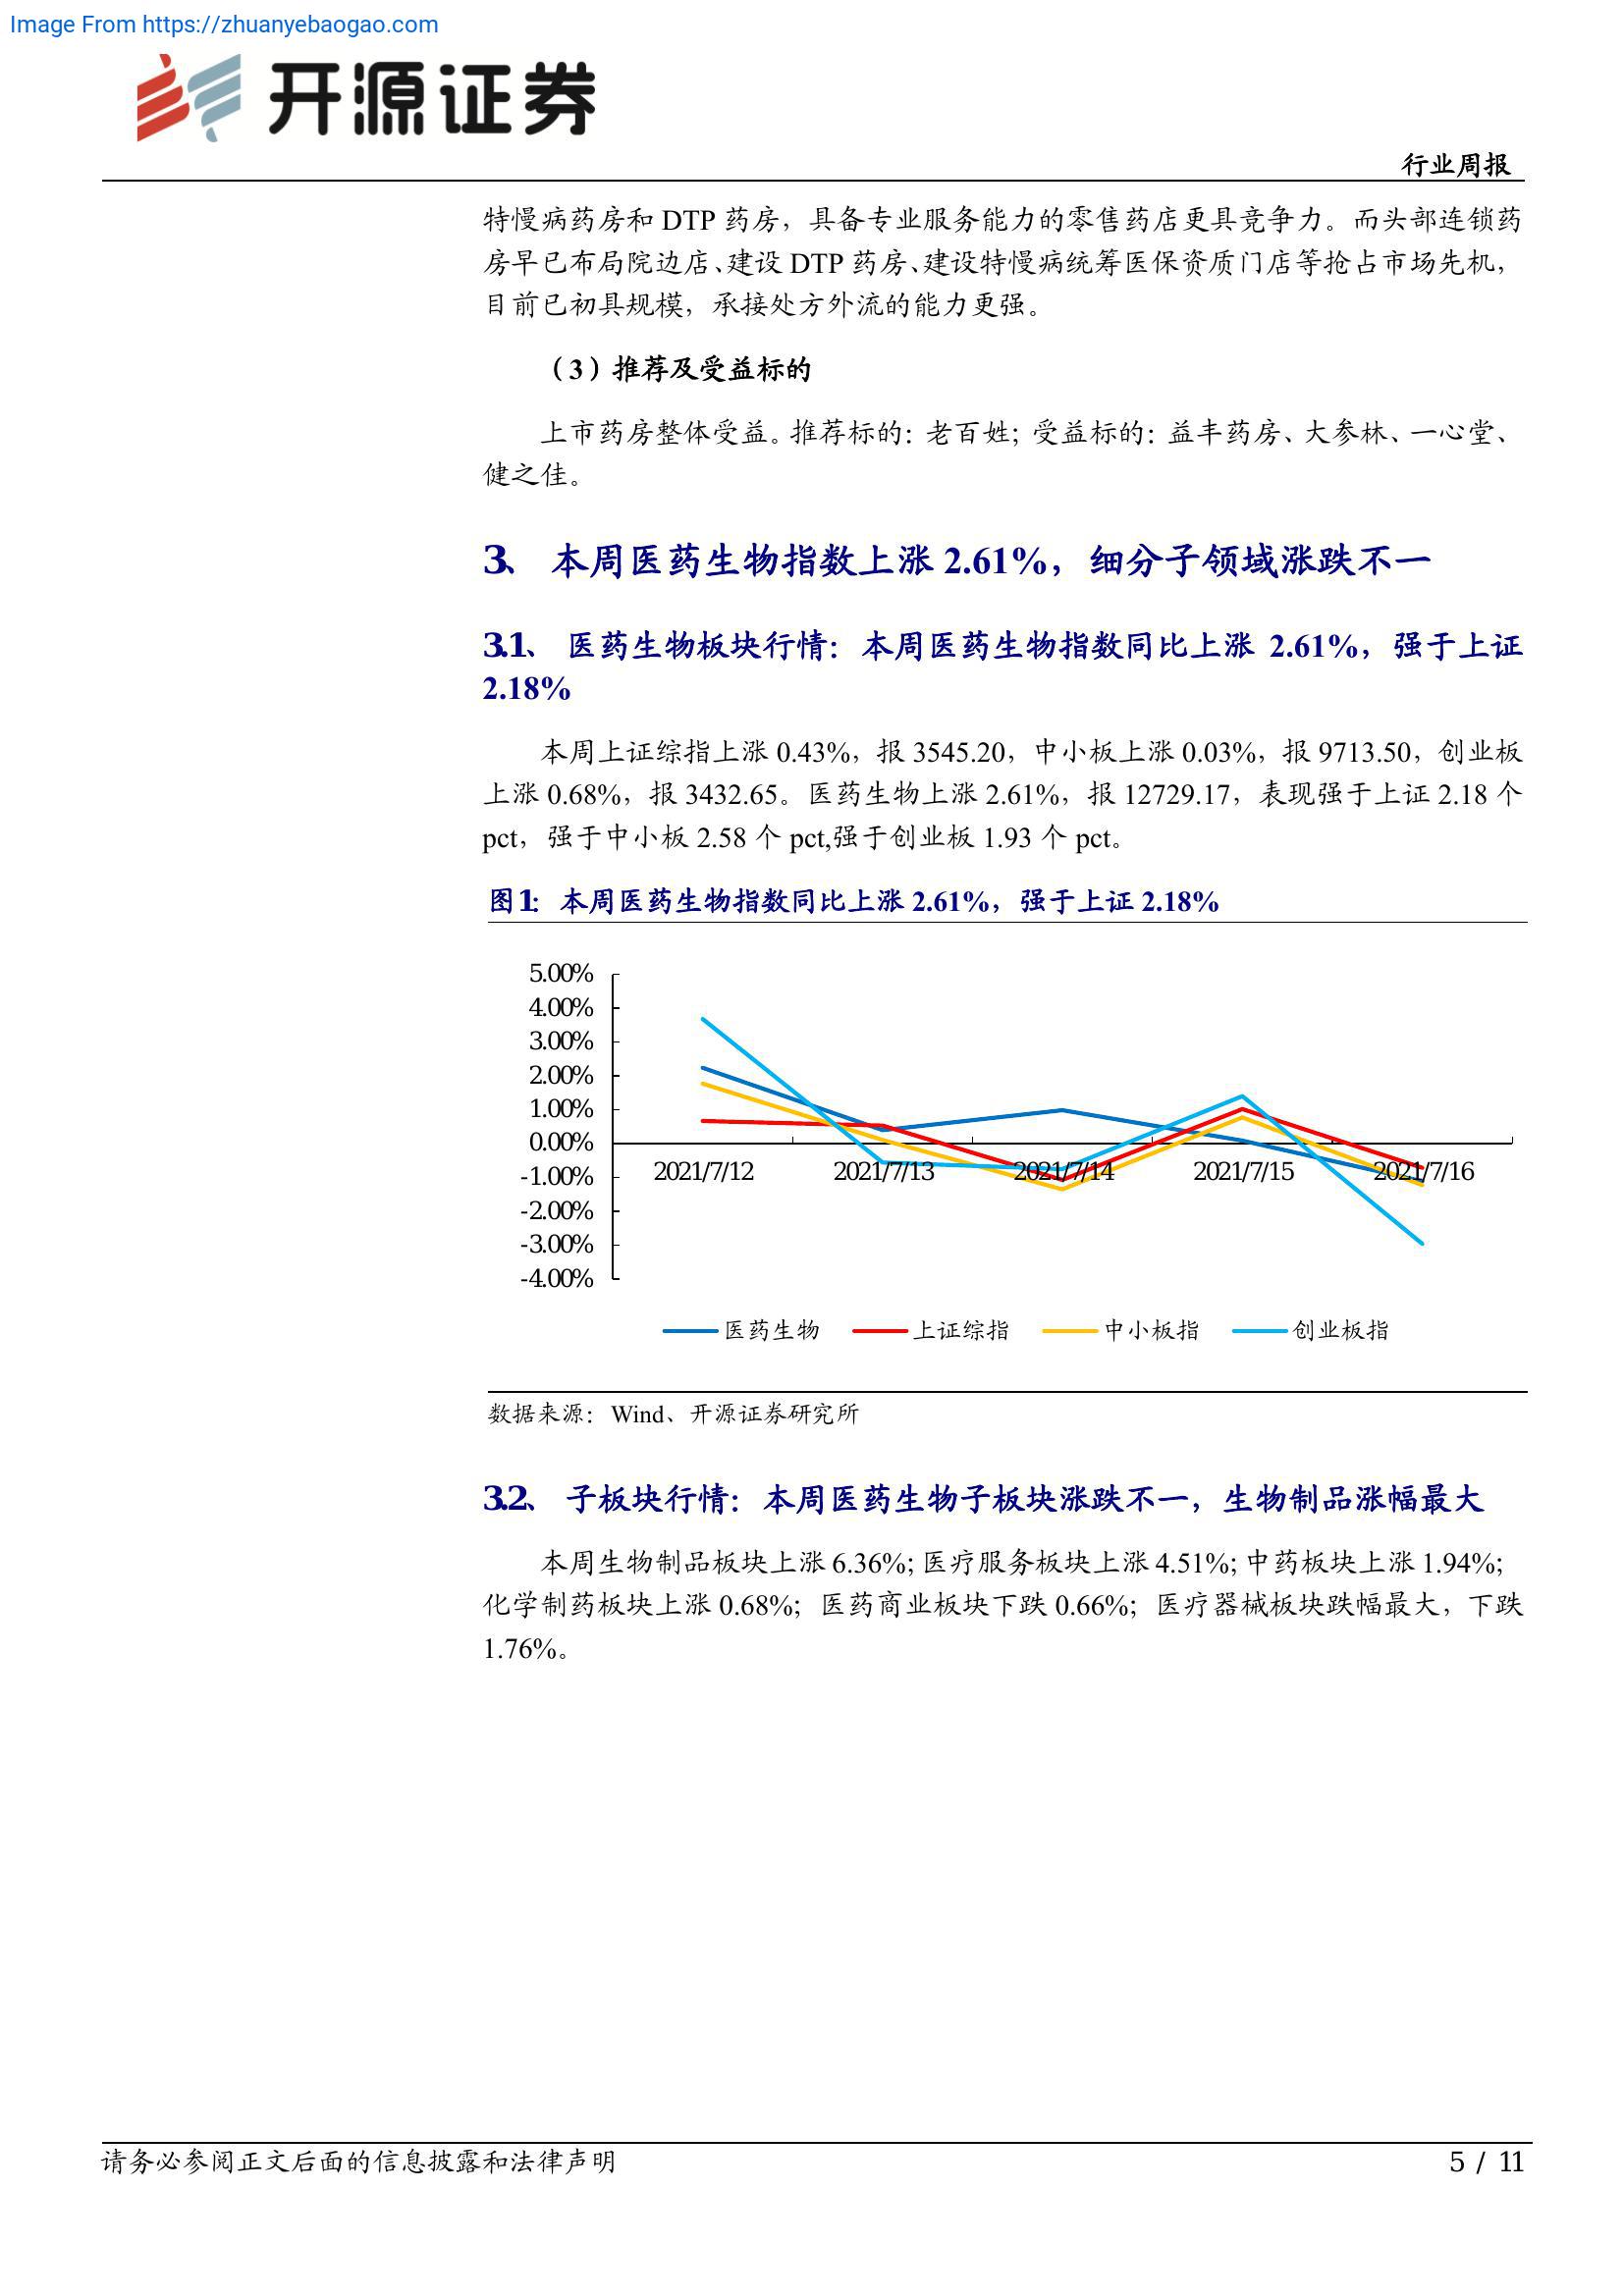 Image From https://zhuanyebaogao.com
开源证券
行业周报
特慢病药房和 DTP 药房，具备专业服务能力的零售药店更具竞争力。而头部连锁药
房早已布局院边店、建设 DTP 药房、建设特慢病统筹医保资质门店等抢占市场先机，
目前已初具规模，承接处方外流的能力更强。
（3）推荐及受益标的
上市药房整体受益。推荐标的：老百姓；受益标的：益丰药房、大参林、一心堂、
健之佳。
3、 本周医药生物指数上涨 2.61%，细分子领域涨跌不一
3.1、 医药生物板块行情：本周医药生物指数同比上涨 2.61%，强于上证
2.18%
本周上证综指上涨 0.43%，报 3545.20，中小板上涨 0.03%，报 9713.50，创业板
上涨 0.68%，报 3432.65。医药生物上涨 2.61%，报 12729.17，表现强于上证 2.18 个
pct，强于中小板 2.58 个 pct,强于创业板 1.93 个 pct。
图1： 本周医药生物指数同比上涨 2.61%，强于上证 2.18%
5.00%
4.00%
3.00%
2.00%
1.00%
0.00%
-1.00%
-2.00%
-3.00%
-4.00%
2021/7/12 2021/7/13 2021/7/14 2021/7/15 2021/7/16
医药生物 上证综指 中小板指 创业板指
数据来源：Wind、开源证券研究所
3.2、 子板块行情：本周医药生物子板块涨跌不一，生物制品涨幅最大
本周生物制品板块上涨 6.36%；医疗服务板块上涨 4.51%；中药板块上涨 1.94%；
化学制药板块上涨 0.68%；医药商业板块下跌 0.66%；医疗器械板块跌幅最大，下跌
1.76%。
请务必参阅正文后面的信息披露和法律声明
5 / 11